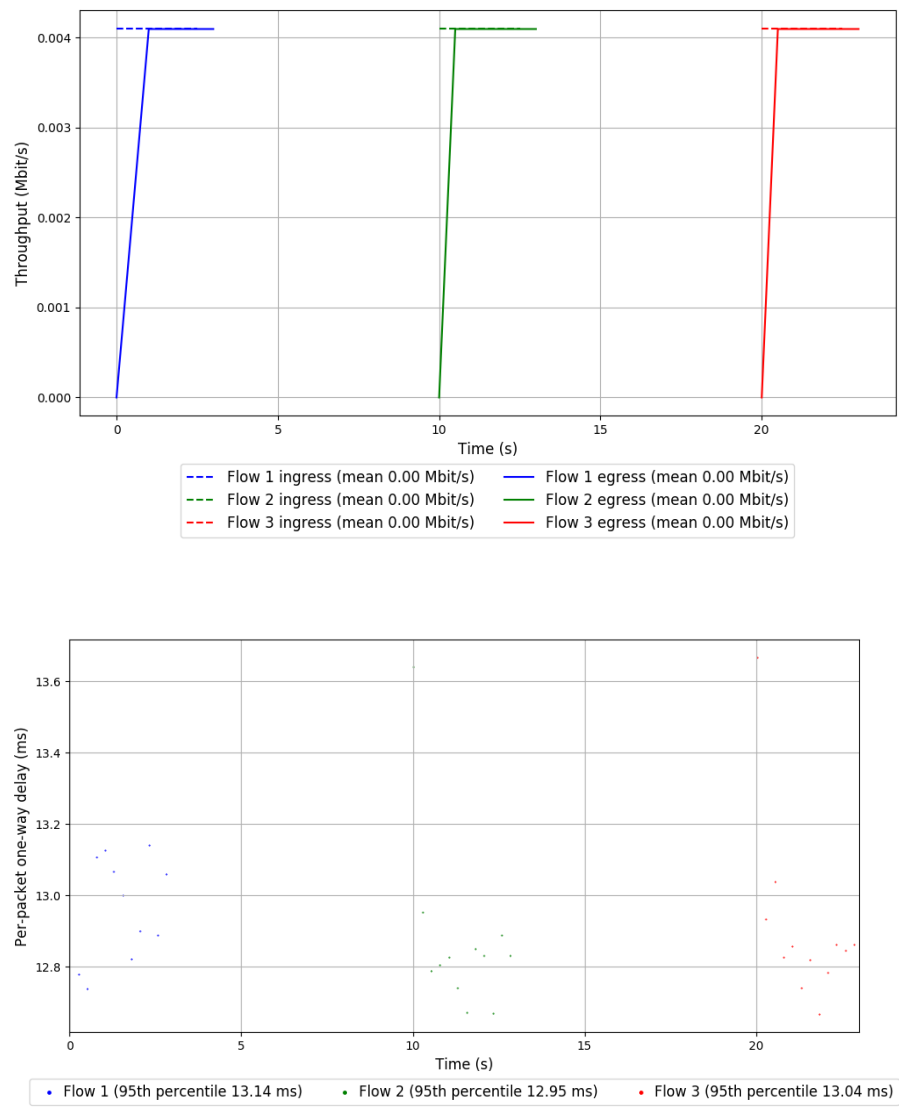 0.004
0.003
0.002
0.001
0.000
Throughput (Mbit/s)
0 5 10 15 20
Time (s)
Flow 1 ingress (mean 0.00 Mbit/s) Flow 1 egress (mean 0.00 Mbit/s)
Flow 2 ingress (mean 0.00 Mbit/s) Flow 2 egress (mean 0.00 Mbit/s)
Flow 3 ingress (mean 0.00 Mbit/s) Flow 3 egress (mean 0.00 Mbit/s)
13.6
13.4
13.2
13.0
12.8
Per-packet one-way delay (ms)
0 5 10 15 20
Time (s)
Flow 1 (95th percentile 13.14 ms) Flow 2 (95th percentile 12.95 ms) Flow 3 (95th percentile 13.04 ms)